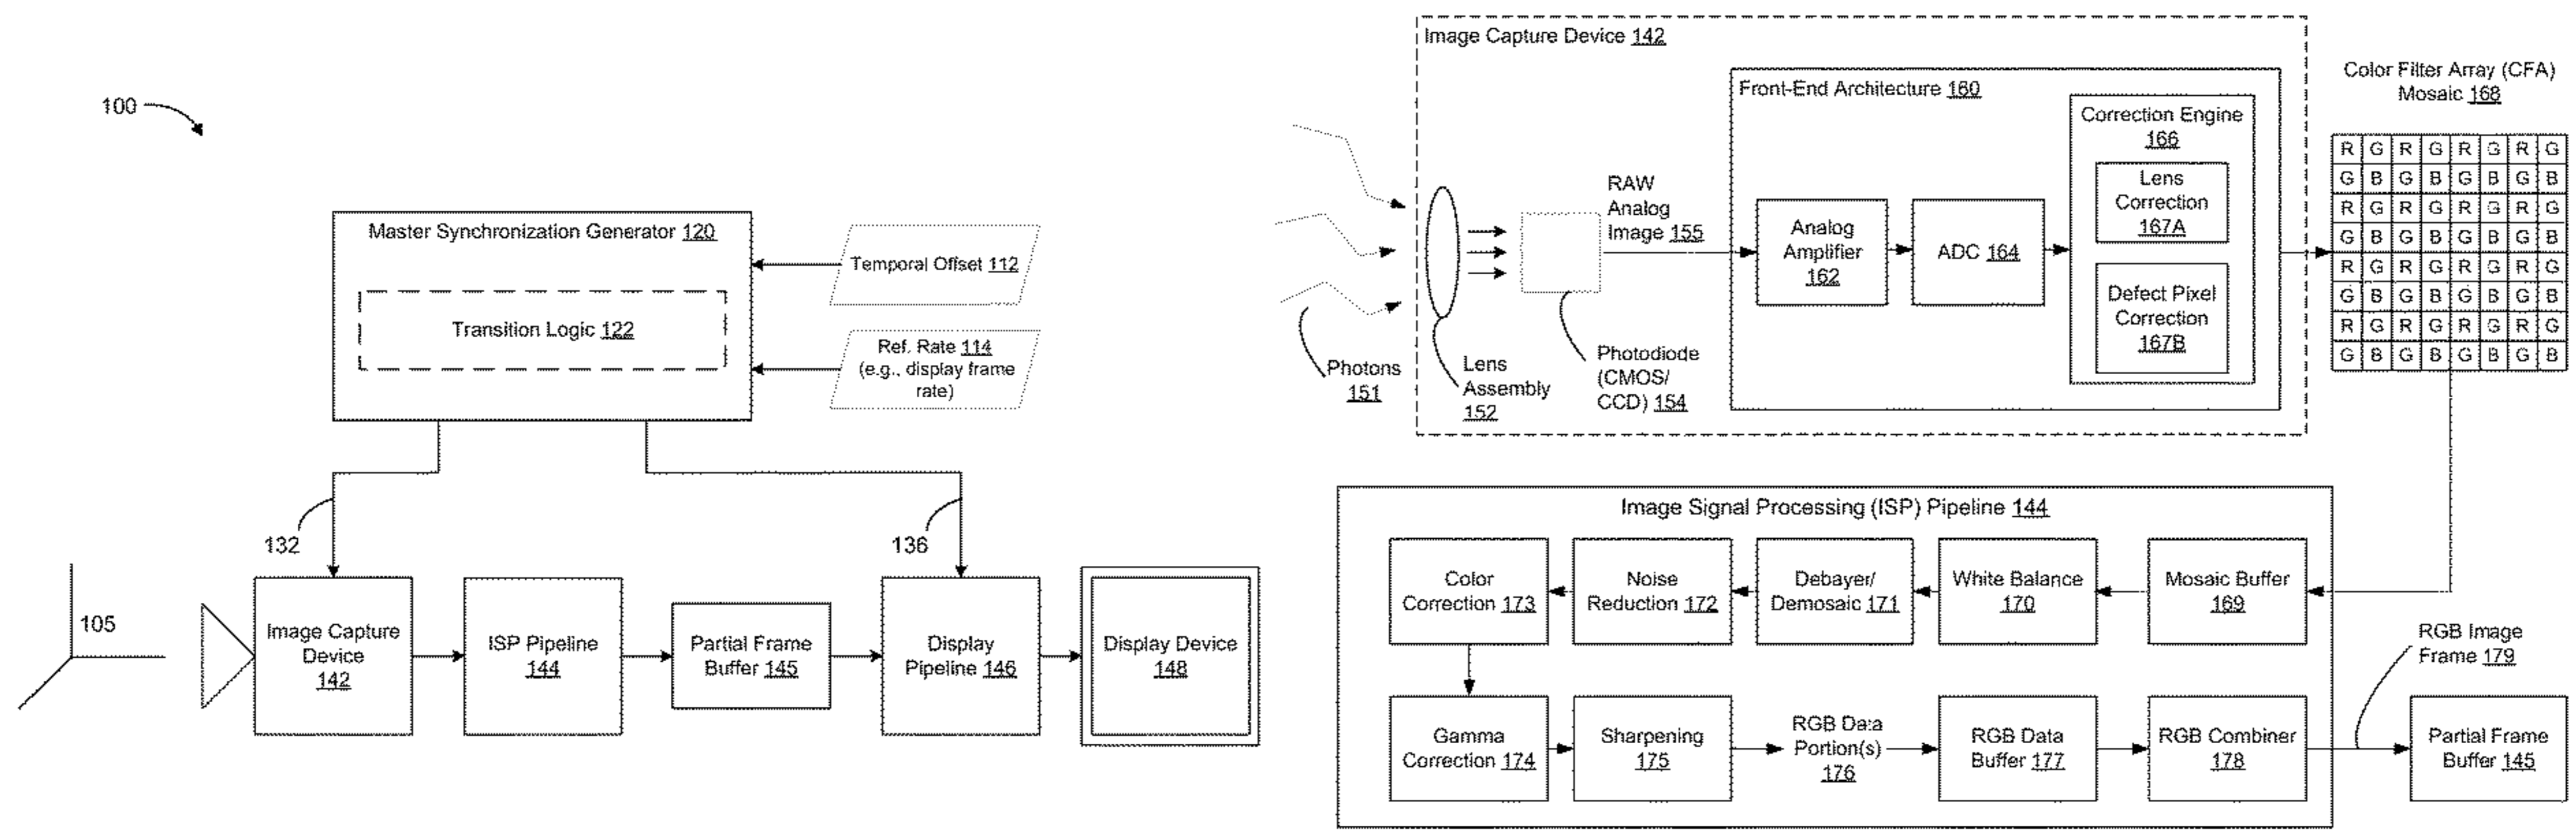 100
Master Synchronization Generator 120
Transition Logic 122
Temporal Offset 112
Ref. Rate 114
(e.g., display frame
rate)
132
136
105
Image Capture
Device
142
ISP Pipeline
144
Partial Frame
Buffer 145
Display
Pipeline 146
Display Device
148
Image Capture Device 142
Front-End Architecture 160
Correction Engine
166
Lens
Correction
167A
Defect Pixel
Correction
167B
RAW
Analog
Image 155
Analog
Amplifier
162
ADC 164
Photons
151
Lens
Assembly
152
Photodiode
(CMOS/
CCD) 154
Color Filter Array (CFA)
Mosaic 168
R G R G R G R G
G B G B G B G B
R G R G R G R G
G B G B G B G B
R G R G R G R G
G B G B G B G B
R G R G R G R G
G B G B G B G B
Image Signal Processing (ISP) Pipeline 144
Color
Correction 173
Noise
Reduction 172
Debayer/
Demosaic 171
White Balance
170
Mosaic Buffer
169
RGB Image
Frame 179
Gamma
Correction 174
Sharpening
175
RGB Data
Portion(s)
176
RGB Data
Buffer 177
RGB Combiner
178
Partial Frame
Buffer 145